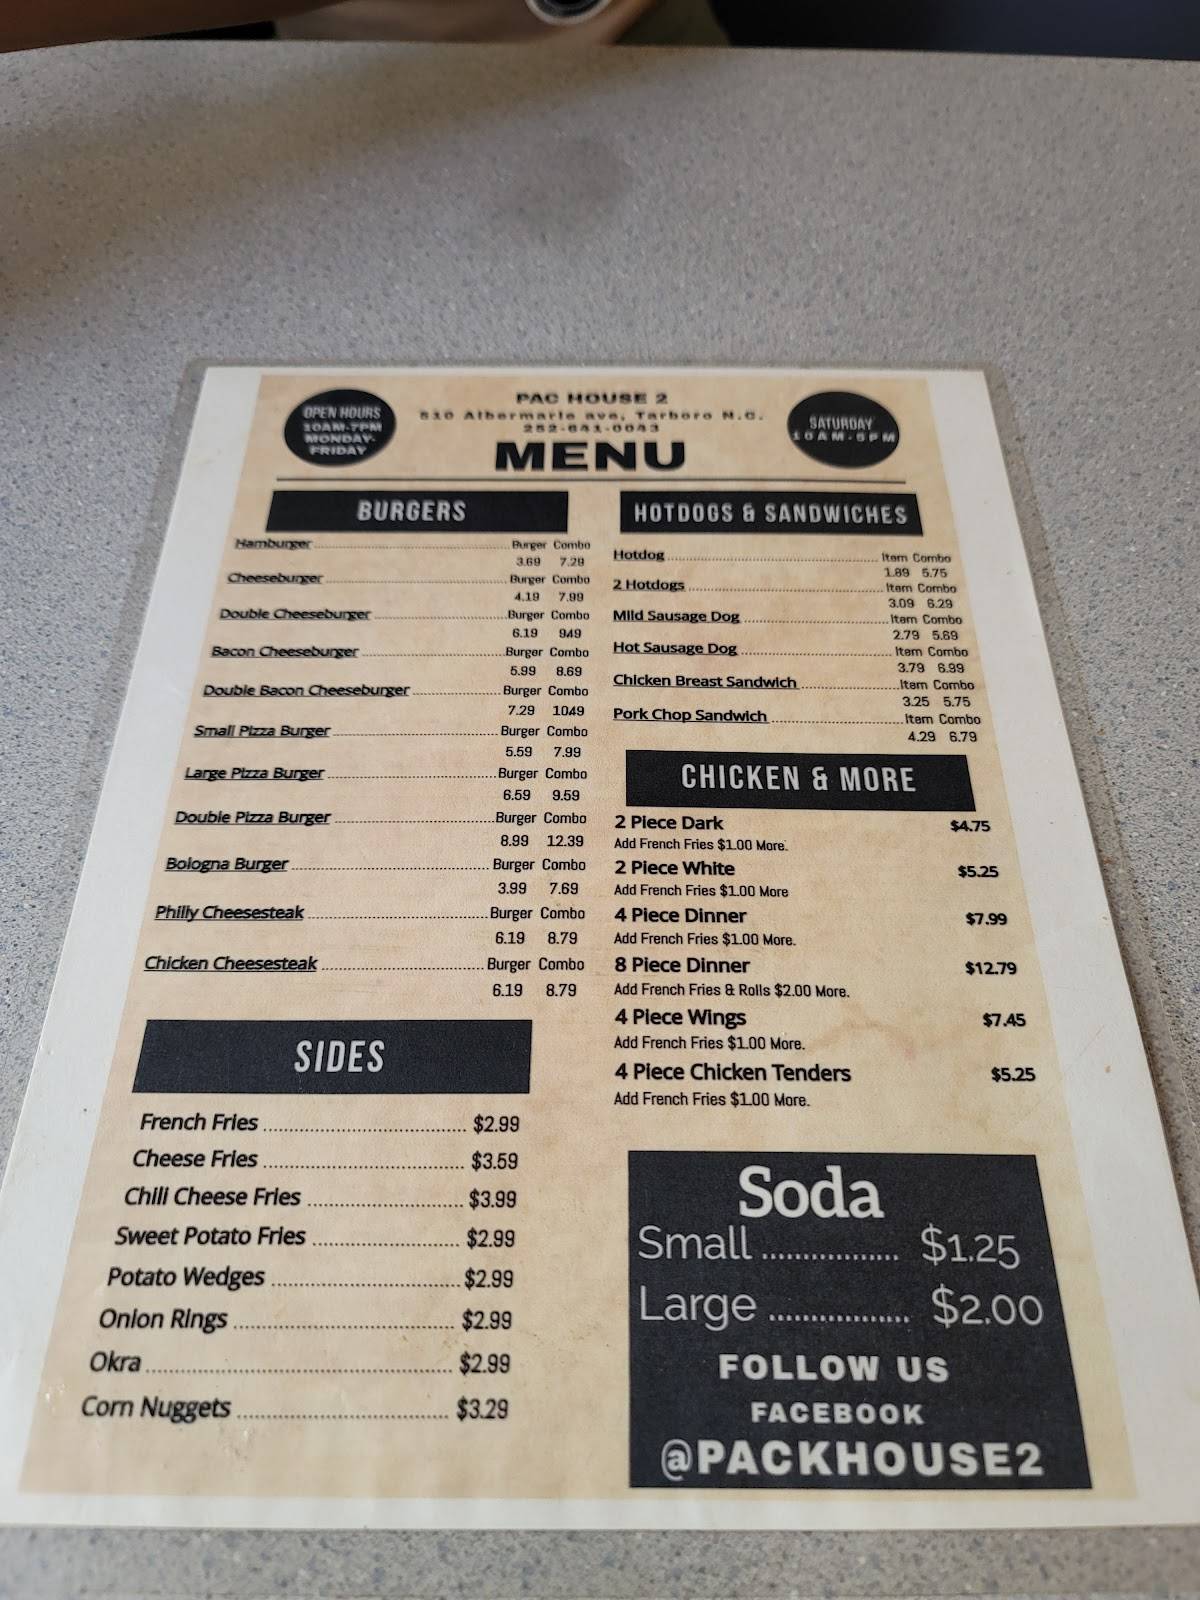 OPEN HOURS
10AM-7PM
MONDAY-
FRIDAY
PAC HOUSE 2
810 Albermarle ave, Tarboro N.C.
252-641-0043
MENU
SATURDAY
10AM-5PM
BURGERS
Hamburger Burger Combo
3.69 7.29
Cheeseburger Burger Combo
4.19 7.99
Double Cheeseburger Burger Combo
6.19 949
Bacon Cheeseburger Burger Combo
5.99 8.69
Double Bacon Cheeseburger Burger Combo
7.29 1049
Small Pizza Burger Burger Combo
5.59 7.99
Large Pizza Burger Burger Combo
6.59 9.59
Double Pizza Burger Burger Combo
8.99 12.39
Bologna Burger Burger Combo
3.99 7.69
Philly Cheesesteak Burger Combo
6.19 8.79
Chicken Cheesesteak Burger Combo
6.19 8.79
SIDES
French Fries $2.99
Cheese Fries $3.59
Chili Cheese Fries $3.99
Sweet Potato Fries $2.99
Potato Wedges $2.99
Onion Rings $2.99
Okra $2.99
Corn Nuggets $3.29
HOTDOGS & SANDWICHES
Hotdog Item Combo
1.89 5.75
2 Hotdogs Item Combo
3.09 6.29
Mild Sausage Dog Item Combo
2.79 5.69
Hot Sausage Dog Item Combo
3.79 6.99
Chicken Breast Sandwich Item Combo
3.25 5.75
Pork Chop Sandwich Item Combo
4.29 6.79
CHICKEN & MORE
2 Piece Dark $4.75
Add French Fries $1.00 More.
2 Piece White $5.25
Add French Fries $1.00 More
4 Piece Dinner $7.99
Add French Fries $1.00 More.
8 Piece Dinner $12.79
Add French Fries & Rolls $2.00 More.
4 Piece Wings $7.45
Add French Fries $1.00 More.
4 Piece Chicken Tenders $5.25
Add French Fries $1.00 More.
Soda
Small $1.25
Large $2.00
FOLLOW US
FACEBOOK
@PACKHOUSE2